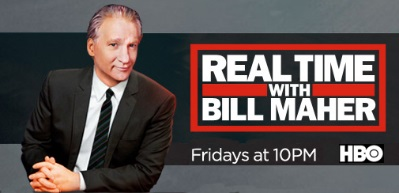 REAL TIME
WITH
BILL MAHER
Fridays at 10PM HBO